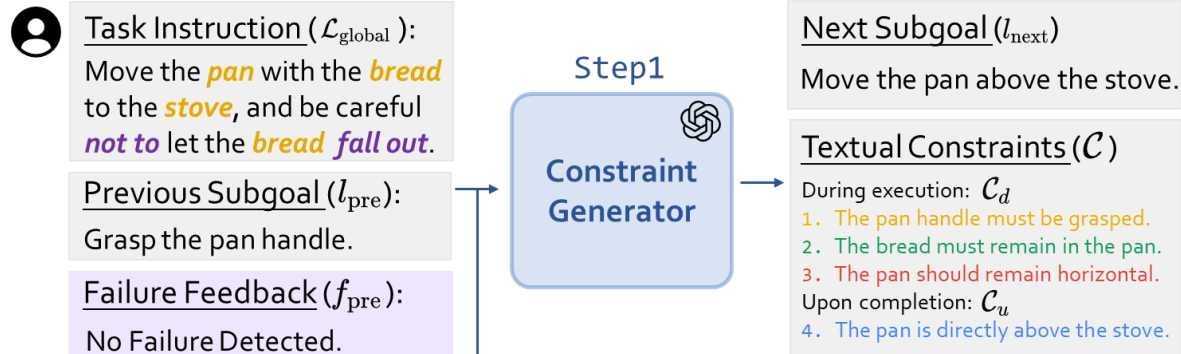 Task Instruction (ℒglobal ):
Move the pan with the bread
to the stove, and be careful
not to let the bread fall out.
Previous Subgoal (lpre):
Grasp the pan handle.
Failure Feedback (fpre):
No Failure Detected.
Step1
Constraint
Generator
Next Subgoal (lnext)
Move the pan above the stove.
Textual Constraints (𝒞)
During execution: 𝒞d
1. The pan handle must be grasped.
2. The bread must remain in the pan.
3. The pan should remain horizontal.
Upon completion: 𝒞u
4. The pan is directly above the stove.